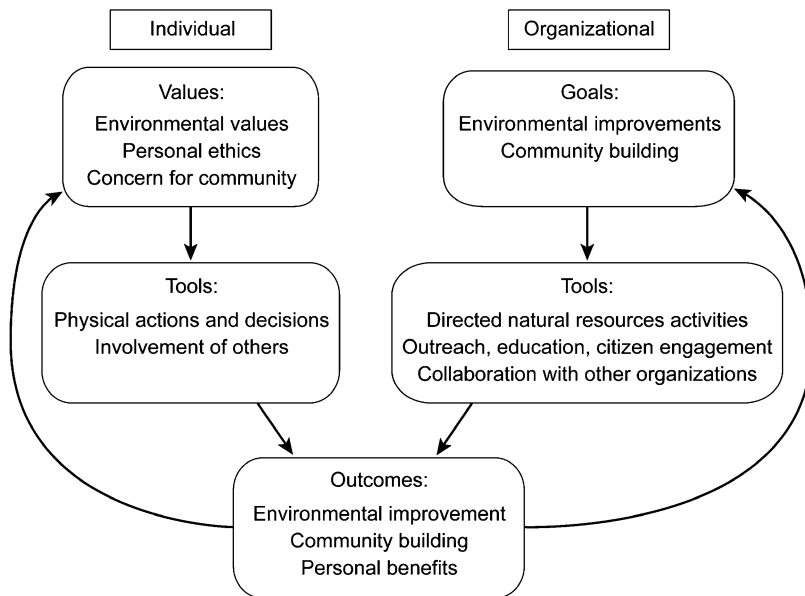 Individual
Organizational
Values:
Environmental values
Personal ethics
Concern for community
Goals:
Environmental improvements
Community building
Tools:
Physical actions and decisions
Involvement of others
Tools:
Directed natural resources activities
Outreach, education, citizen engagement
Collaboration with other organizations
Outcomes:
Environmental improvement
Community building
Personal benefits